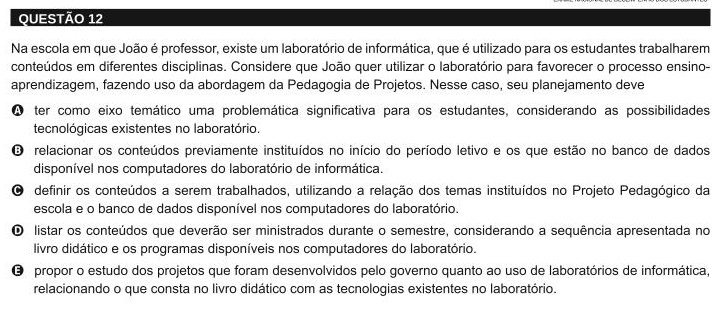 QUESTÃO 12
Na escola em que João é professor, existe um laboratório de informática, que é utilizado para os estudantes trabalharem
conteúdos em diferentes disciplinas. Considere que João quer utilizar o laboratório para favorecer o processo ensino-
aprendizagem, fazendo uso da abordagem da Pedagogia de Projetos. Nesse caso, seu planejamento deve
A ter como eixo temático uma problemática significativa para os estudantes, considerando as possibilidades
tecnológicas existentes no laboratório.
B relacionar os conteúdos previamente instituídos no início do período letivo e os que estão no banco de dados
disponível nos computadores do laboratório de informática.
C definir os conteúdos a serem trabalhados, utilizando a relação dos temas instituídos no Projeto Pedagógico da
escola e o banco de dados disponível nos computadores do laboratório.
D listar os conteúdos que deverão ser ministrados durante o semestre, considerando a sequência apresentada no
livro didático e os programas disponíveis nos computadores do laboratório.
E propor o estudo dos projetos que foram desenvolvidos pelo governo quanto ao uso de laboratórios de informática,
relacionando o que consta no livro didático com as tecnologias existentes no laboratório.